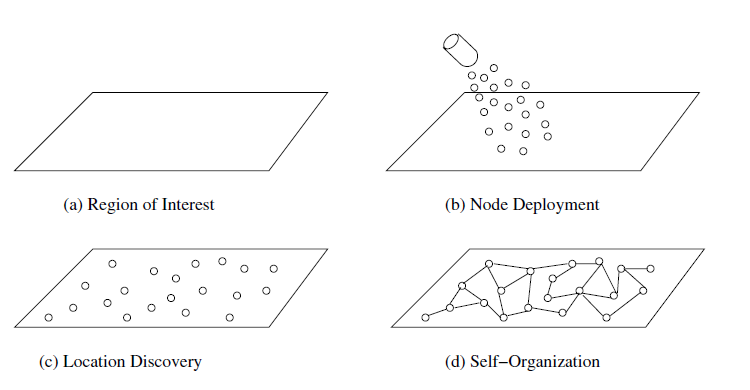 (a) Region of Interest
(b) Node Deployment
(c) Location Discovery
(d) Self−Organization